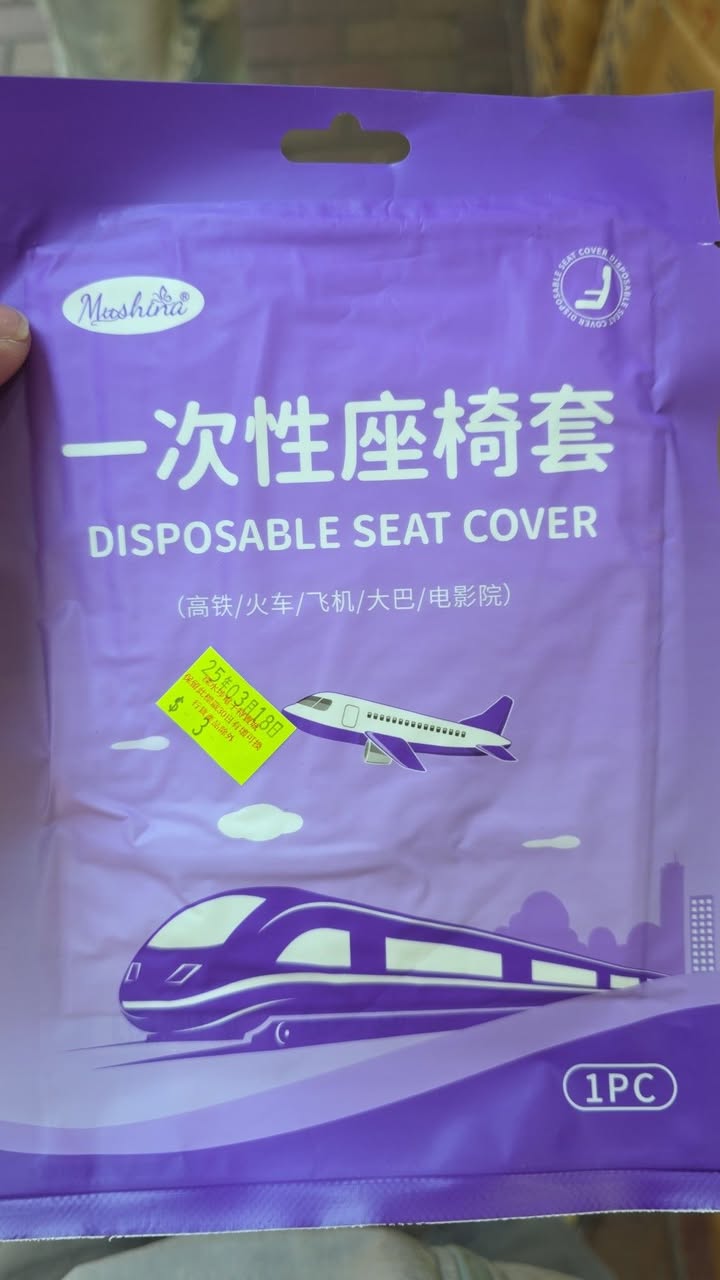 Mushina®
DISPOSABLE SEAT COVER DISPOSABLE SEAT COVER
一次性座椅套
DISPOSABLE SEAT COVER
(高铁/火车/飞机/大巴/电影院)
25年03月18日
$ 3
1PC